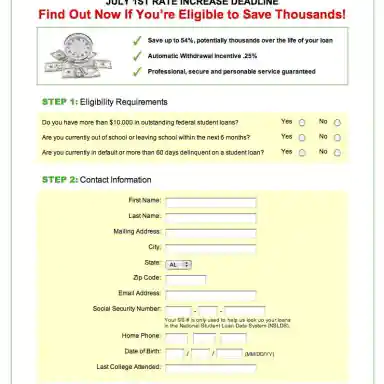 JULY 1ST RATE INCREASE DEADLINE
Find Out Now If You're Eligible to Save Thousands!
Save up to 54%, potentially thousands over the life of your loan
Automatic Withdrawal Incentive .25%
Professional, secure and personable service guaranteed
STEP 1: Eligibility Requirements
Do you have more than $10,000 in outstanding federal student loans? Yes No
Are you currently out of school or leaving school within the next 6 months? Yes No
Are you currently in default or more than 60 days delinquent on a student loan? Yes No
STEP 2: Contact Information
First Name:
Last Name:
Mailing Address:
City:
State: AL
Zip Code:
Email Address:
Social Security Number: - -
Your SS # is only used to help us look up your loans
in the National Student Loan Data System (NSLDS).
Home Phone:
Date of Birth: / / (MM/DD/YY)
Last College Attended: